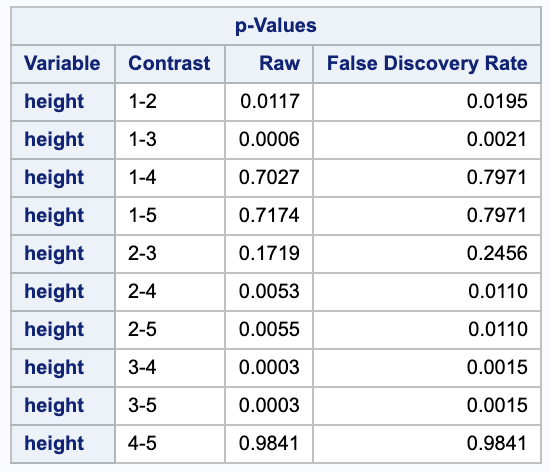 p-Values
Variable Contrast Raw False Discovery Rate
height 1-2 0.0117 0.0195
height 1-3 0.0006 0.0021
height 1-4 0.7027 0.7971
height 1-5 0.7174 0.7971
height 2-3 0.1719 0.2456
height 2-4 0.0053 0.0110
height 2-5 0.0055 0.0110
height 3-4 0.0003 0.0015
height 3-5 0.0003 0.0015
height 4-5 0.9841 0.9841